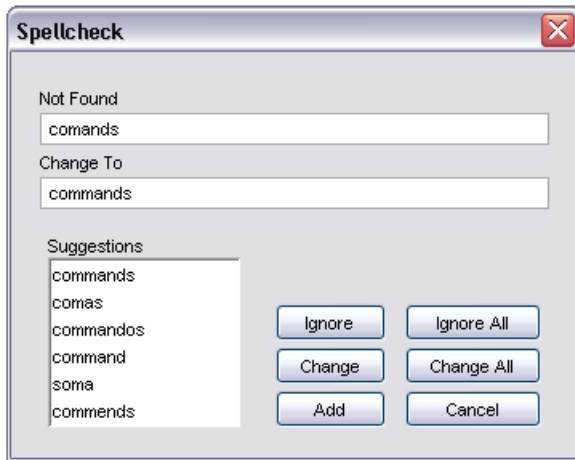 Spellcheck
Not Found
comands
Change To
commands
Suggestions
commands
comas
commandos
command
soma
commends
Ignore Ignore All
Change Change All
Add Cancel